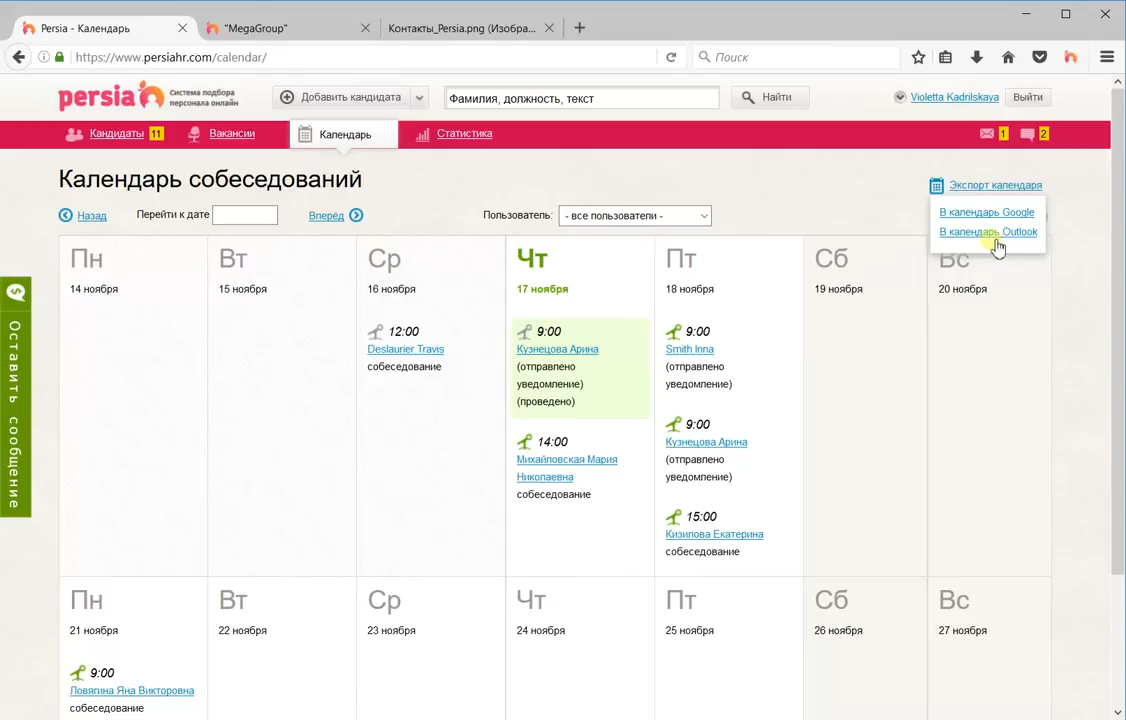 Persia - Календарь
"MegaGroup"
Контакты_Persia.png (Изобра...
https://www.persiahr.com/calendar/
Поиск
persia
Система подбора
персонала онлайн
Добавить кандидата
Фамилия, должность, текст
Найти
Violetta Kadrilskaya
Выйти
Кандидаты 11
Вакансии
Календарь
Статистика
1
2
Календарь собеседований
Экспорт календаря
В календарь Google
В календарь Outlook
Назад
Перейти к дате
Вперёд
Пользователь:
- все пользователи -
Оставить сообщение
Пн
14 ноября
Вт
15 ноября
Ср
16 ноября
12:00
Deslaurier Travis
собеседование
Чт
17 ноября
9:00
Кузнецова Арина
(отправлено
уведомление)
(проведено)
14:00
Михайловская Мария
Николаевна
собеседование
Пт
18 ноября
9:00
Smith Inna
(отправлено
уведомление)
9:00
Кузнецова Арина
(отправлено
уведомление)
15:00
Кизилова Екатерина
собеседование
Сб
19 ноября
Вс
20 ноября
Пн
21 ноября
9:00
Ловягина Яна Викторовна
собеседование
Вт
22 ноября
Ср
23 ноября
Чт
24 ноября
Пт
25 ноября
Сб
26 ноября
Вс
27 ноября